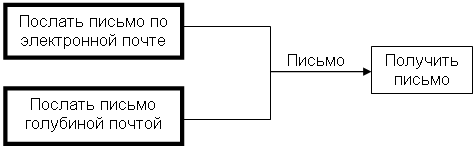 Послать письмо по
электронной почте
Письмо
Получить
письмо
Послать письмо
голубиной почтой